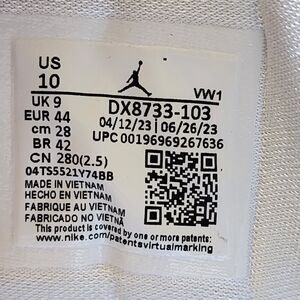 US
10
VW1
UK 9
DX8733-103
EUR 44
04/12/23 | 06/26/23
cm 28
UPC 00196969267636
BR 42
CN 280(2.5)
04TS5521Y74BB
MADE IN VIETNAM
HECHO EN VIETNAM
FABRIQUE AU VIETNAM
FABRICADO NO VIETNÃ
This product is covered by one or more patents:
www.nike.com/patentsvirtualmarking